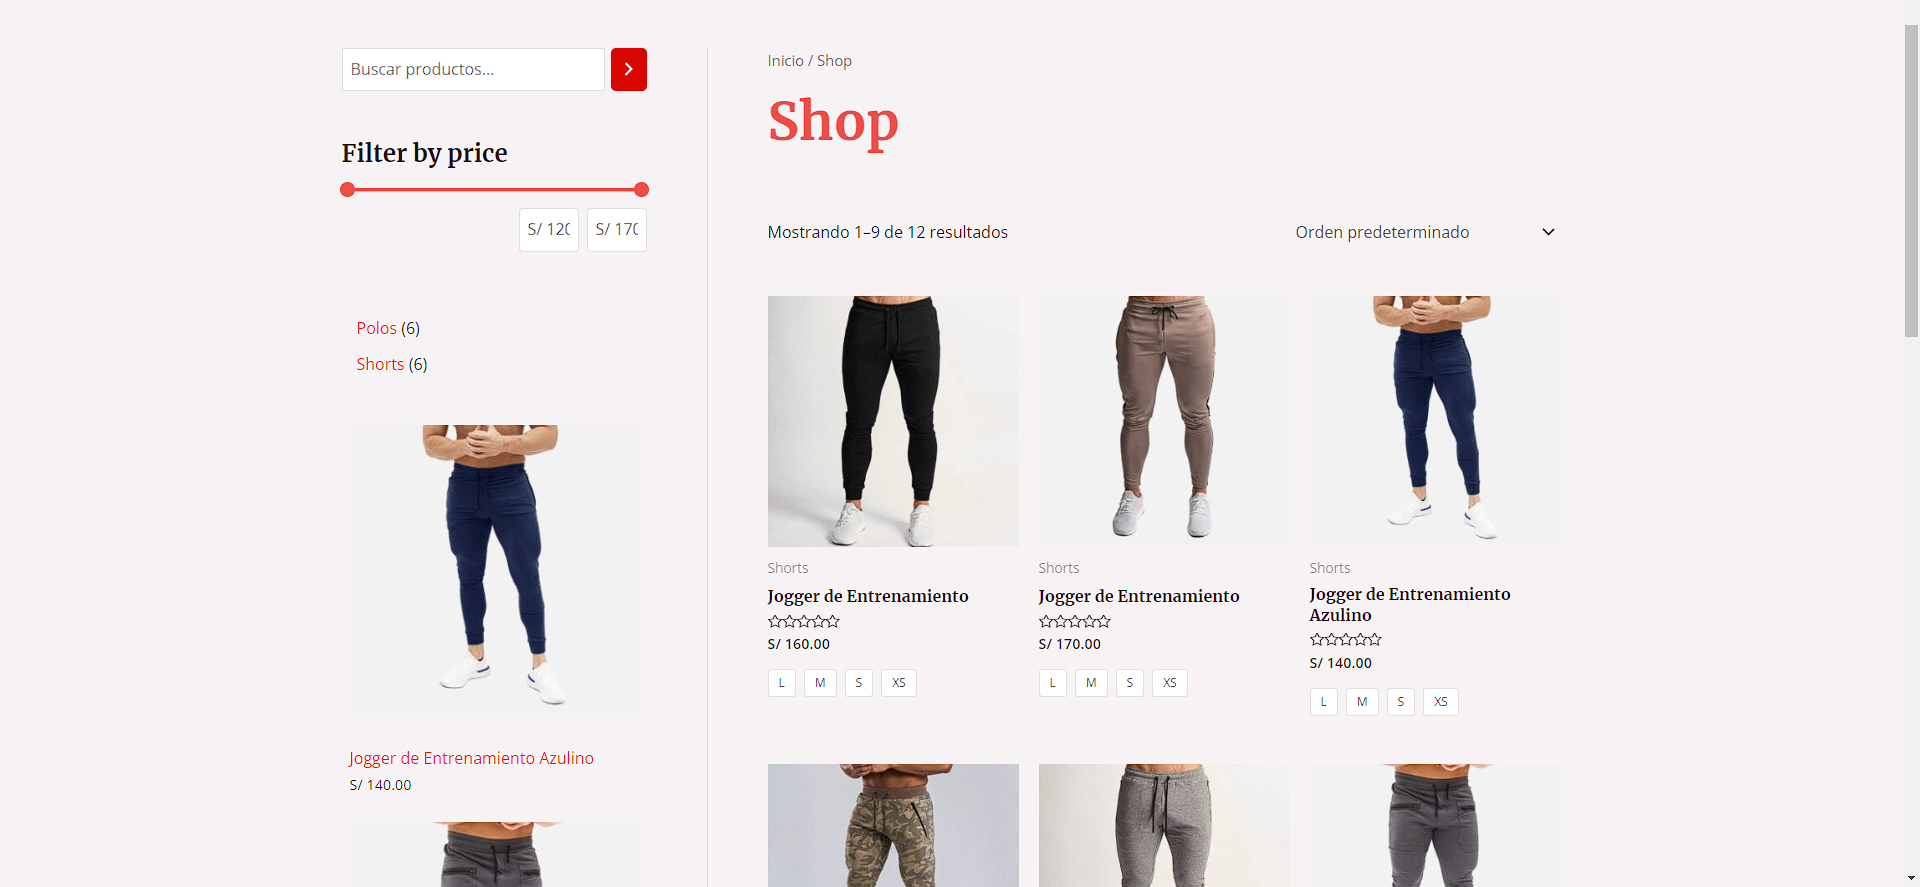 Buscar productos...
Filter by price
S/ 120
S/ 170
Polos (6)
Shorts (6)
Jogger de Entrenamiento Azulino
S/ 140.00
Inicio / Shop
Shop
Mostrando 1–9 de 12 resultados
Orden predeterminado
Shorts
Jogger de Entrenamiento
S/ 160.00
L M S XS
Shorts
Jogger de Entrenamiento
S/ 170.00
L M S XS
Shorts
Jogger de Entrenamiento
Azulino
S/ 140.00
L M S XS